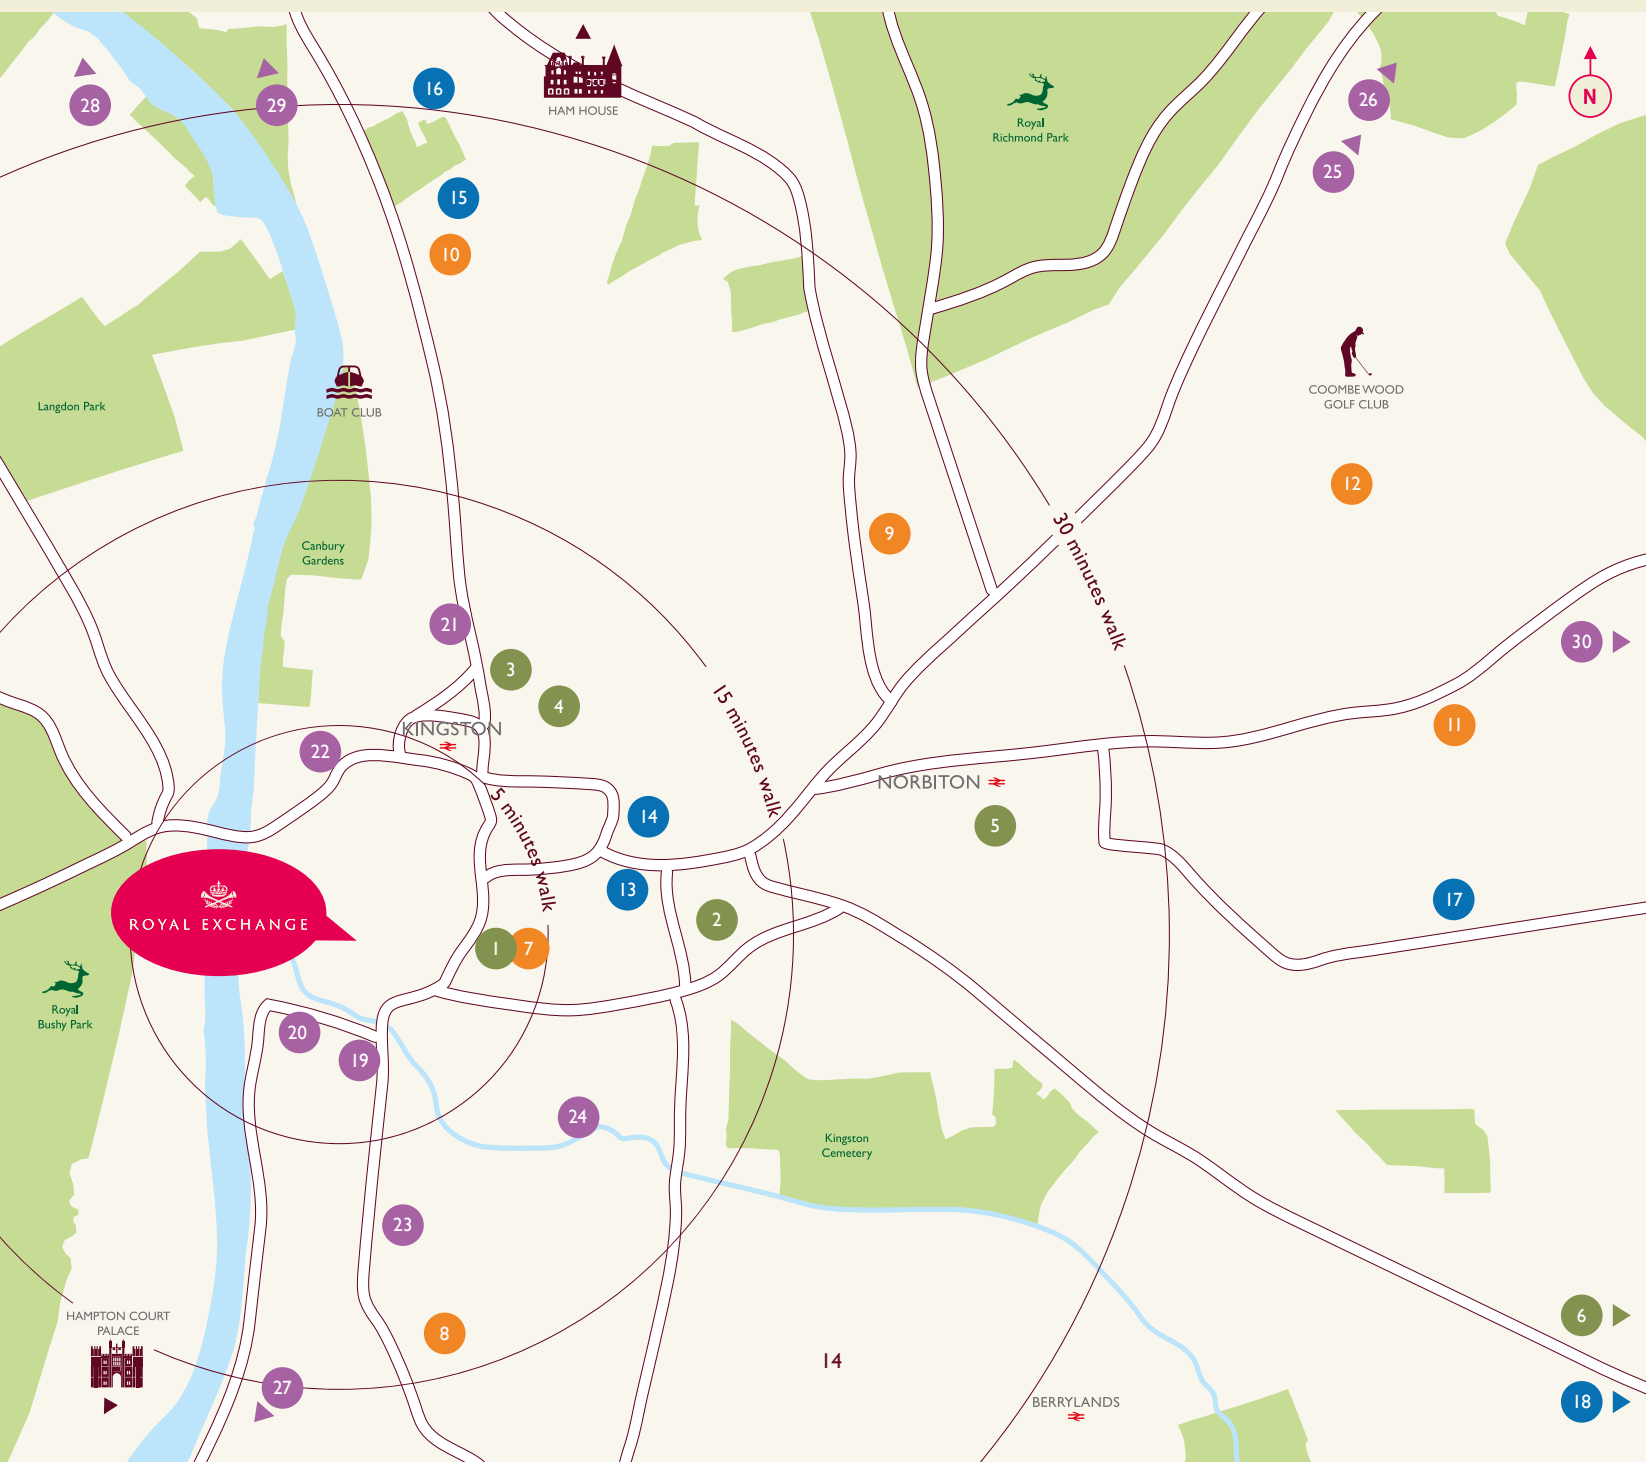 28
29
16
HAM HOUSE
Royal
Richmond Park
26
N
25
15
10
COOMBE WOOD
GOLF CLUB
Langdon Park
BOAT CLUB
12
9
30 minutes walk
Canbury
Gardens
21
30
3
4
15 minutes walk
KINGSTON
22
11
NORBITON
5 minutes walk
14
5
13
17
ROYAL EXCHANGE
2
1
7
Royal
Bushy Park
20
19
24
Kingston
Cemetery
23
HAMPTON COURT
PALACE
6
8
14
27
BERRYLANDS
18